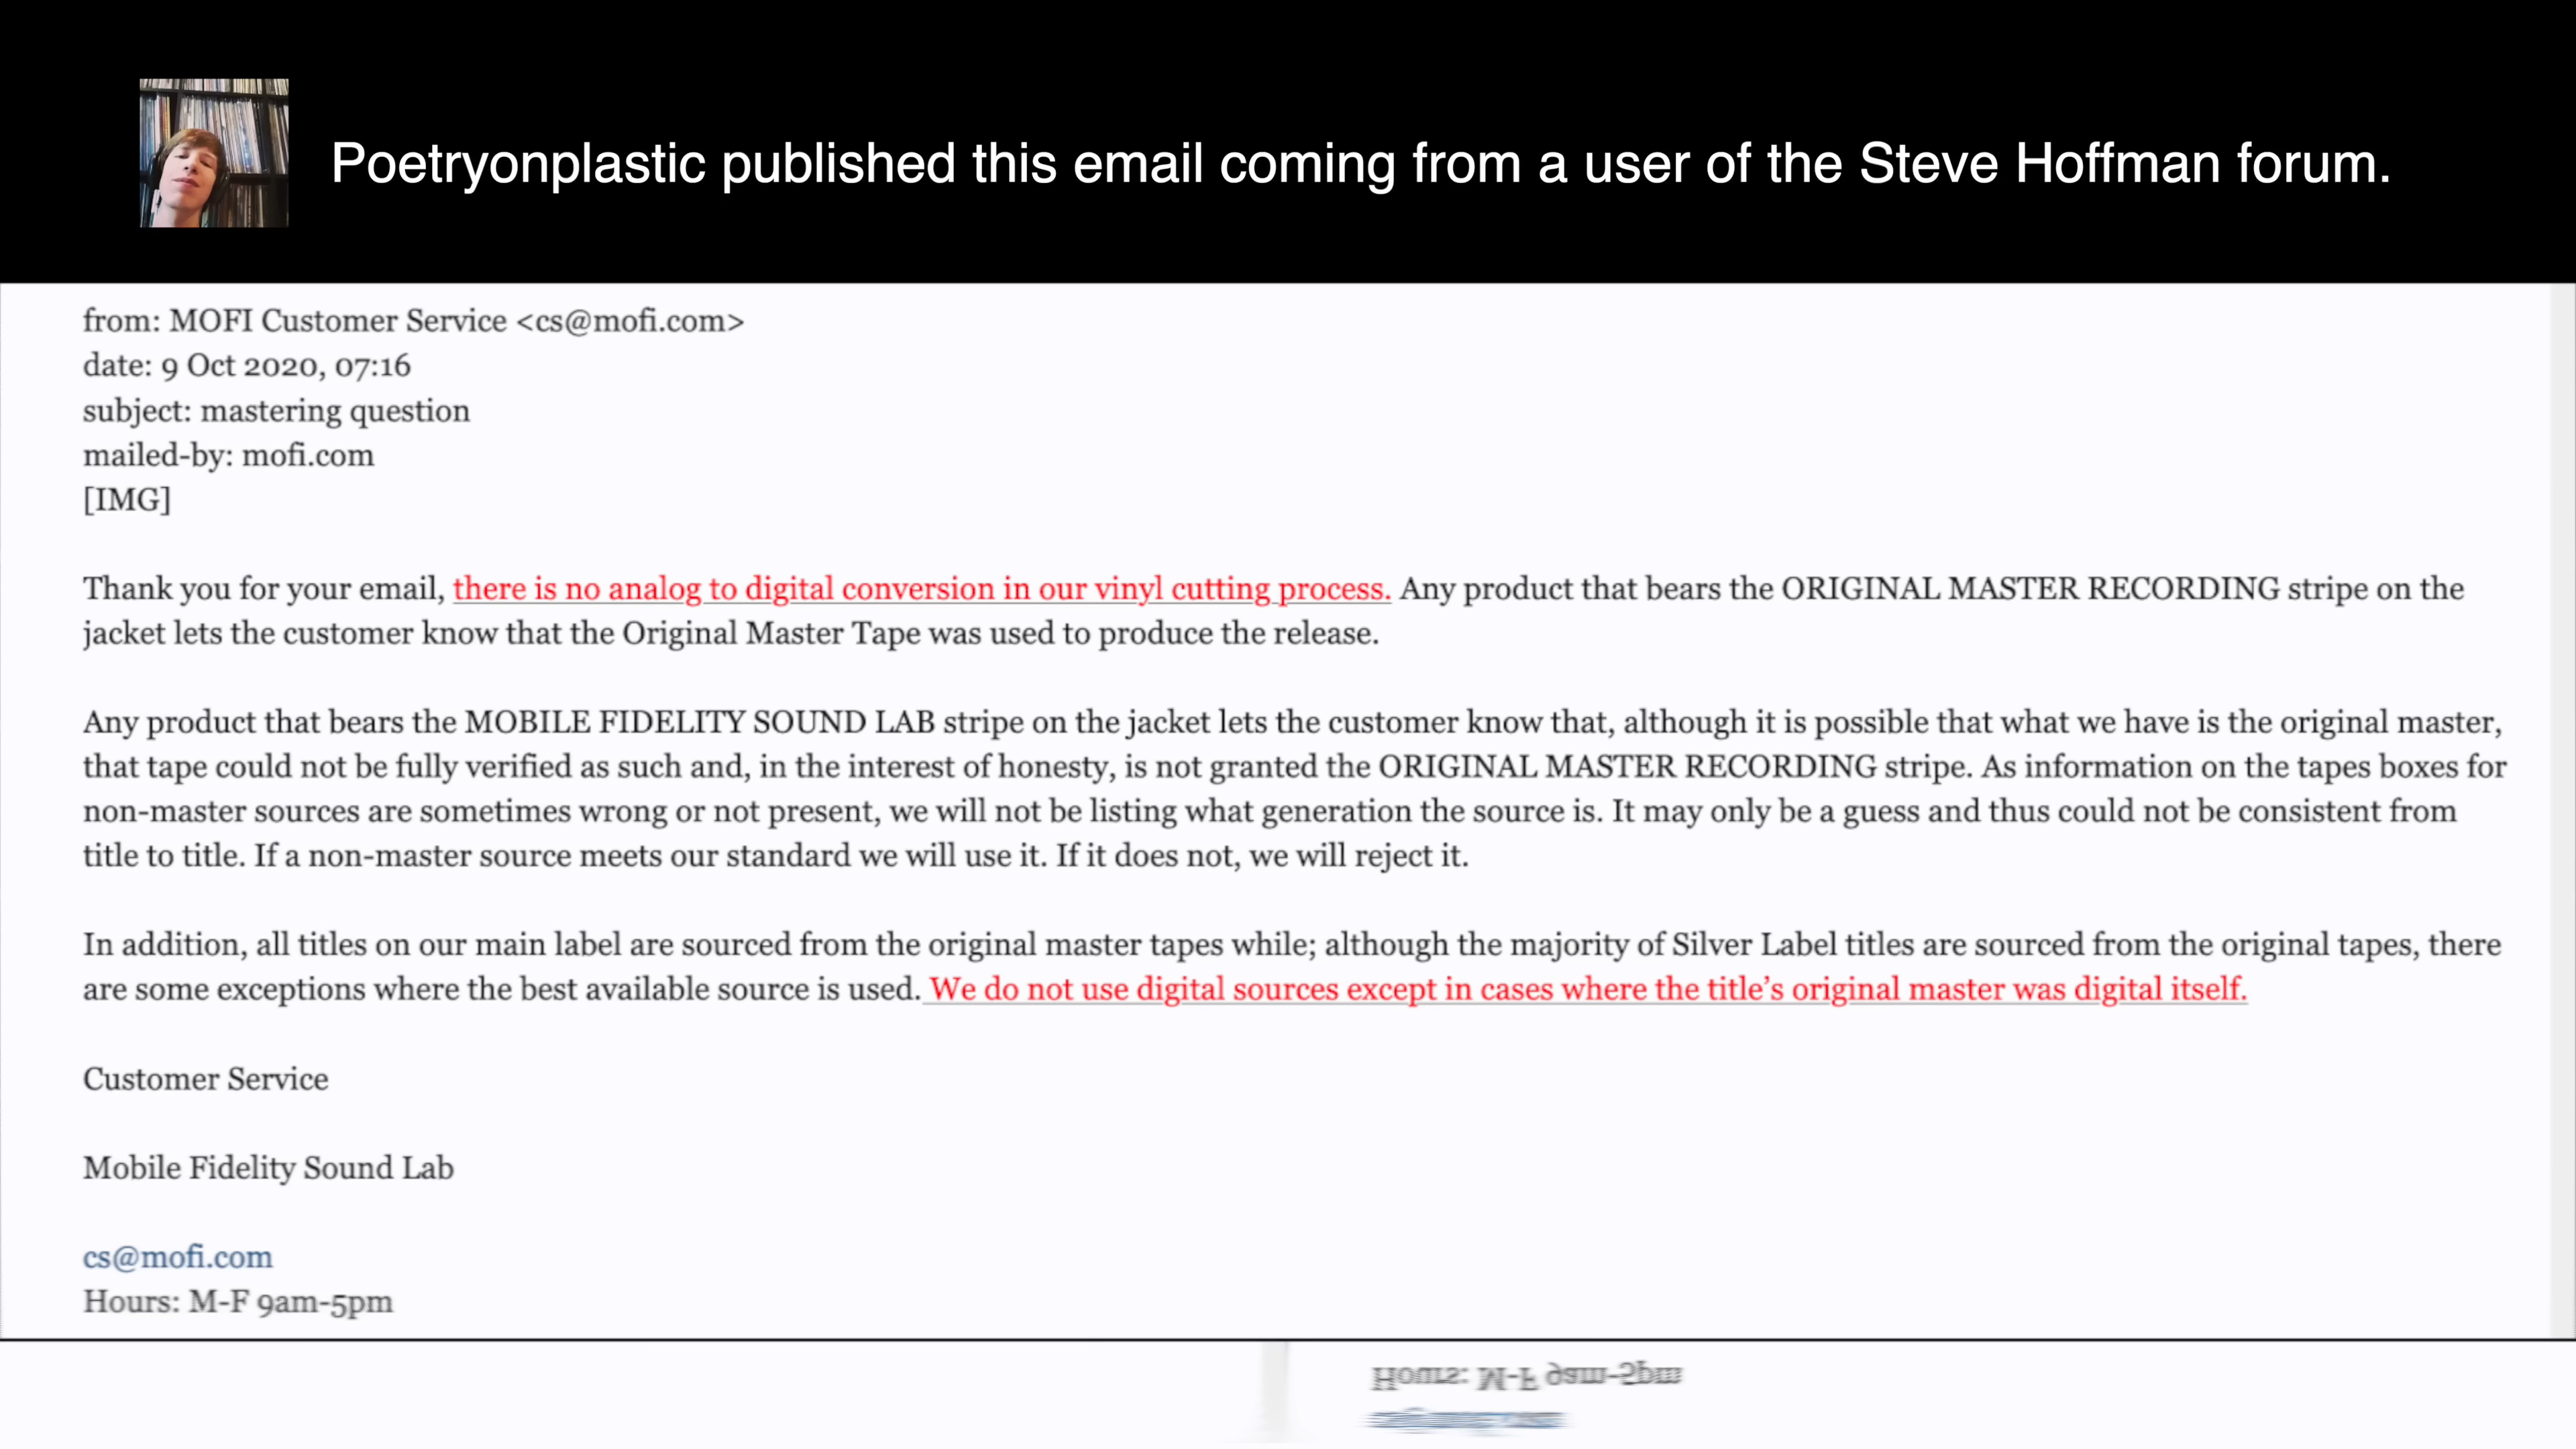 Poetryonplastic published this email coming from a user of the Steve Hoffman forum.
from: MOFI Customer Service <cs@mofi.com>
date: 9 Oct 2020, 07:16
subject: mastering question
mailed-by: mofi.com
[IMG]
Thank you for your email, there is no analog to digital conversion in our vinyl cutting process. Any product that bears the ORIGINAL MASTER RECORDING stripe on the
jacket lets the customer know that the Original Master Tape was used to produce the release.
Any product that bears the MOBILE FIDELITY SOUND LAB stripe on the jacket lets the customer know that, although it is possible that what we have is the original master,
that tape could not be fully verified as such and, in the interest of honesty, is not granted the ORIGINAL MASTER RECORDING stripe. As information on the tapes boxes for
non-master sources are sometimes wrong or not present, we will not be listing what generation the source is. It may only be a guess and thus could not be consistent from
title to title. If a non-master source meets our standard we will use it. If it does not, we will reject it.
In addition, all titles on our main label are sourced from the original master tapes while; although the majority of Silver Label titles are sourced from the original tapes, there
are some exceptions where the best available source is used. We do not use digital sources except in cases where the title’s original master was digital itself.
Customer Service
Mobile Fidelity Sound Lab
cs@mofi.com
Hours: M-F 9am-5pm
Hours: M-F 9am-5pm